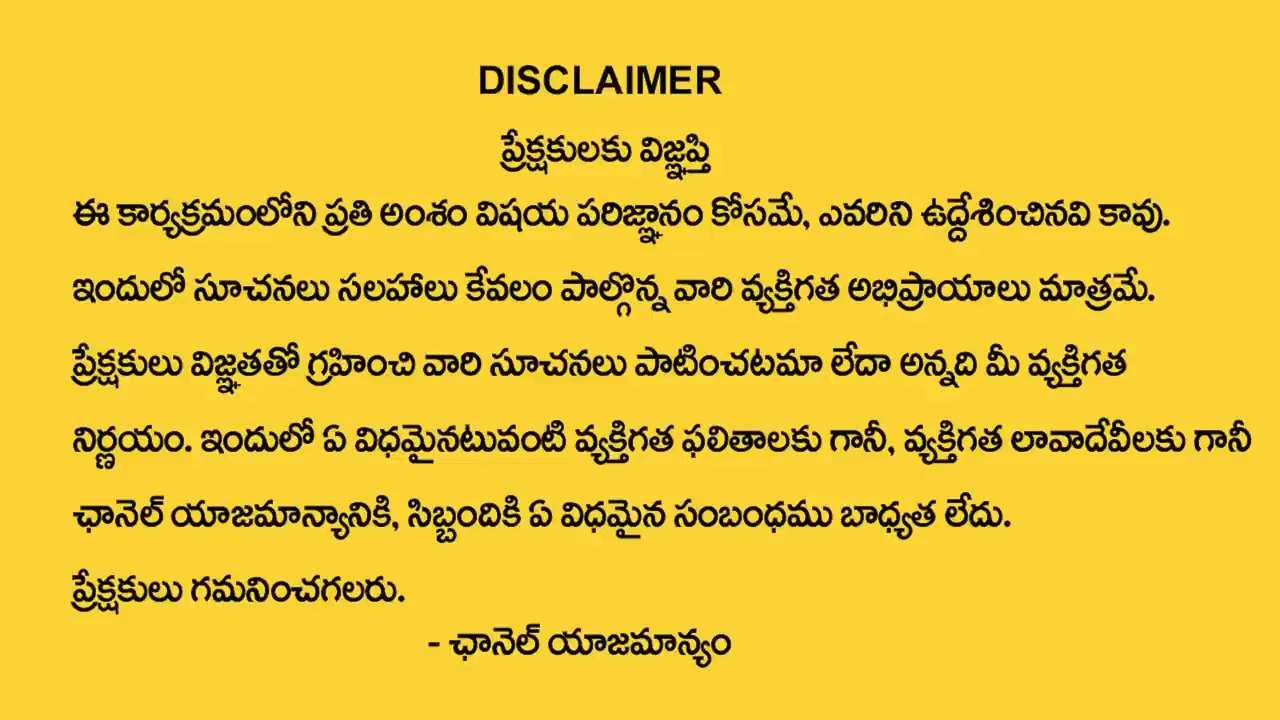 DISCLAIMER
ప్రేక్షకులకు విజ్ఞప్తి
ఈ కార్యక్రమంలోని ప్రతి అంశం విషయ పరిజ్ఞానం కోసమే, ఎవరిని ఉద్దేశించినవి కావు.
ఇందులో సూచనలు సలహాలు కేవలం పాల్గొన్న వారి వ్యక్తిగత అభిప్రాయాలు మాత్రమే.
ప్రేక్షకులు విజ్ఞతతో గ్రహించి వారి సూచనలు పాటించటమా లేదా అన్నది మీ వ్యక్తిగత
నిర్ణయం. ఇందులో ఏ విధమైనటువంటి వ్యక్తిగత ఫలితాలకు గానీ, వ్యక్తిగత లావాదేవీలకు గానీ
ఛానెల్ యాజమాన్యానికి, సిబ్బందికి ఏ విధమైన సంబంధము బాధ్యత లేదు.
ప్రేక్షకులు గమనించగలరు.
- ఛానెల్ యాజమాన్యం